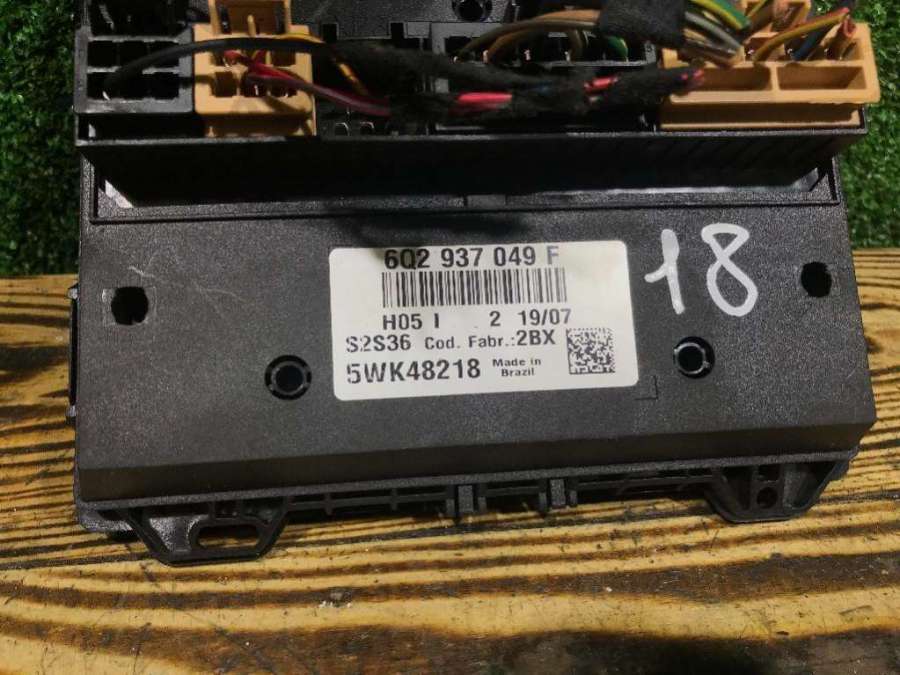 6Q2 937 049 F
H05 I 2 19/07
S2S36 Cod. Fabr.:2BX
5WK48218 Made in Brazil
18